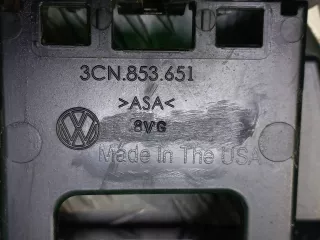 3CN.853.651
>ASA<
8VG
Made In The USA